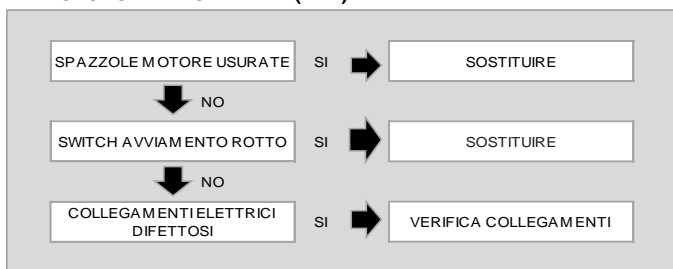 SPAZZOLE MOTORE USURATE SI SOSTITUIRE
NO
SWITCH AVVIAMENTO ROTTO SI SOSTITUIRE
NO
COLLEGAMENTI ELETTRICI DIFETTOSI SI VERIFICA COLLEGAMENTI